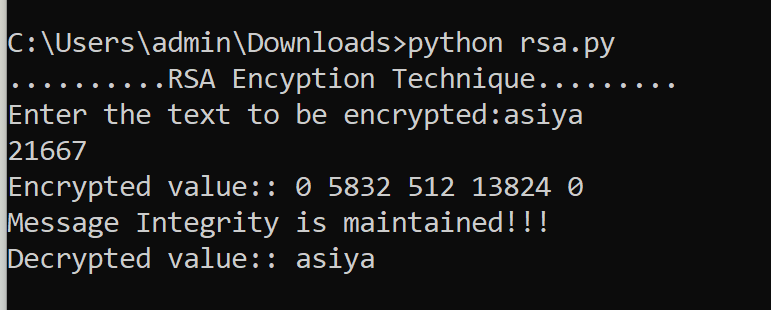 C:\Users\admin\Downloads>python rsa.py
..........RSA Encyption Technique.........
Enter the text to be encrypted:asiya
21667
Encrypted value:: 0 5832 512 13824 0
Message Integrity is maintained!!!
Decrypted value:: asiya